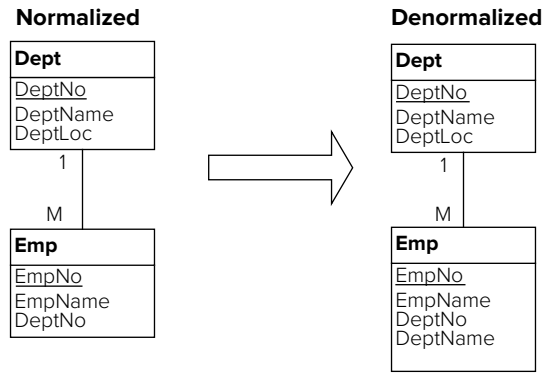 Normalized
Dept
DeptNo
DeptName
DeptLoc
1
M
Emp
EmpNo
EmpName
DeptNo
Denormalized
Dept
DeptNo
DeptName
DeptLoc
1
M
Emp
EmpNo
EmpName
DeptNo
DeptName